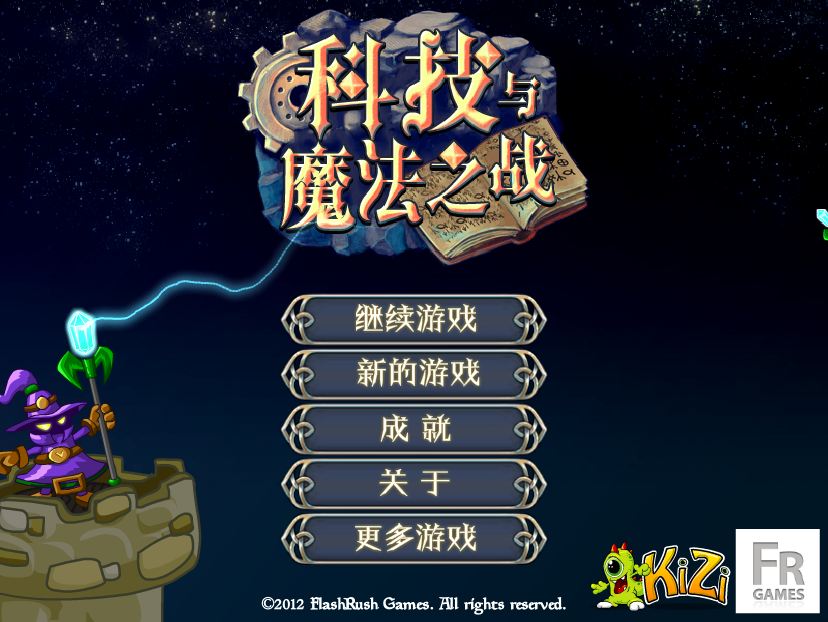 科技与
魔法之战
继续游戏
新的游戏
成就
关于
更多游戏
©2012 FlashRush Games. All rights reserved.
KiZi
FR
GAMES